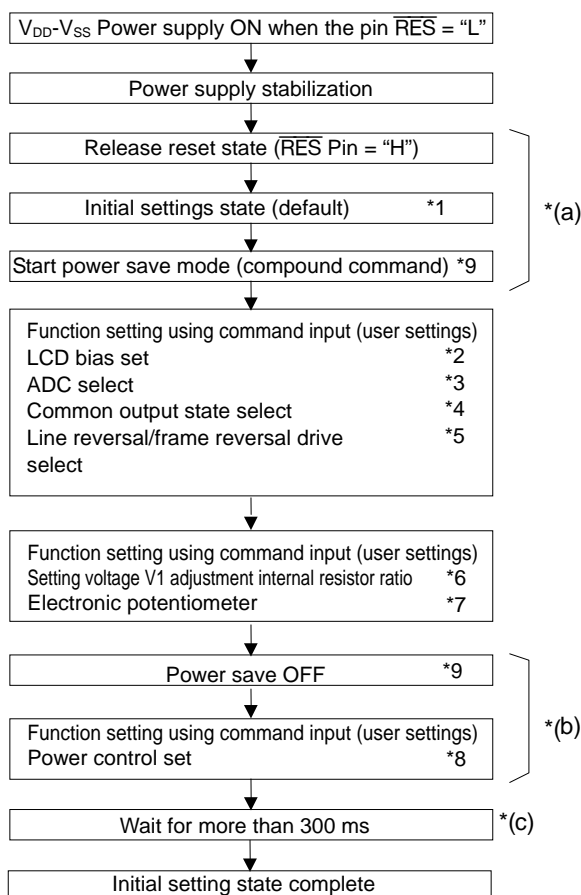 VDD-VSS Power supply ON when the pin R̅E̅S̅ = “L”
Power supply stabilization
Release reset state (R̅E̅S̅ Pin = “H”)
Initial settings state (default) *1
*(a)
Start power save mode (compound command) *9
Function setting using command input (user settings)
LCD bias set *2
ADC select *3
Common output state select *4
Line reversal/frame reversal drive *5
select
Function setting using command input (user settings)
Setting voltage V1 adjustment internal resistor ratio *6
Electronic potentiometer *7
Power save OFF *9
*(b)
Function setting using command input (user settings)
Power control set *8
Wait for more than 300 ms *(c)
Initial setting state complete